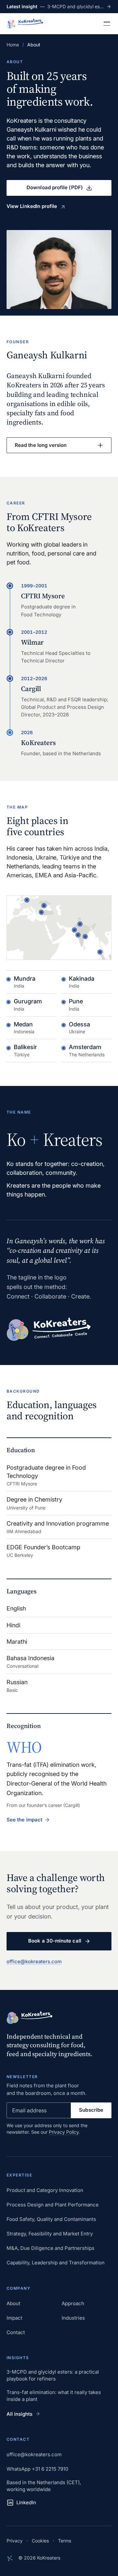 Latest insight — 3-MCPD and glycidyl es... →
KoKreaters
Home / About
ABOUT
Built on 25 years
of making
ingredients work.
KoKreaters is the consultancy
Ganeaysh Kulkarni wished he could
call when he was running plants and
R&D teams: someone who has done
both, understands the business and
builds the answer with you.
Download profile (PDF)
View LinkedIn profile
FOUNDER
Ganeaysh Kulkarni
Ganeaysh Kulkarni founded
KoKreaters in 2026 after 25 years
building and leading technical
organisations in edible oils,
specialty fats and food
ingredients.
Read the long version +
CAREER
From CFTRI Mysore
to KoKreaters
Working with global leaders in
nutrition, food, personal care and
pet food.
1999–2001
CFTRI Mysore
Postgraduate degree in
Food Technology
2001–2012
Wilmar
Technical Head Specialties to
Technical Director
2012–2026
Cargill
Technical, R&D and FSQR leadership;
Global Product and Process Design
Director, 2023–2026
2026
KoKreaters
Founder, based in the Netherlands
THE MAP
Eight places in
five countries
His career has taken him across India,
Indonesia, Ukraine, Türkiye and the
Netherlands, leading teams in the
Americas, EMEA and Asia-Pacific.
Mundra
India
Kakinada
India
Gurugram
India
Pune
India
Medan
Indonesia
Odessa
Ukraine
Balikesir
Türkiye
Amsterdam
The Netherlands
THE NAME
Ko + Kreaters
Ko stands for together: co-creation,
collaboration, community.
Kreaters are the people who make
things happen.
In Ganeaysh's words, the work has
“co-creation and creativity at its
soul, at a global level”.
The tagline in the logo
spells out the method:
Connect · Collaborate · Create.
KoKreaters
Connect Collaborate Create
BACKGROUND
Education, languages
and recognition
Education
Postgraduate degree in Food
Technology
CFTRI Mysore
Degree in Chemistry
University of Pune
Creativity and Innovation programme
IIM Ahmedabad
EDGE Founder's Bootcamp
UC Berkeley
Languages
English
Hindi
Marathi
Bahasa Indonesia
Conversational
Russian
Basic
Recognition
WHO
Trans-fat (iTFA) elimination work,
publicly recognised by the
Director-General of the World Health
Organization.
From our founder's career (Cargill)
See the impact →
Have a challenge worth
solving together?
Tell us about your product, your plant
or your decision.
Book a 30-minute call →
office@kokreaters.com
KoKreaters
Independent technical and
strategy consulting for food,
feed and specialty ingredients.
NEWSLETTER
Field notes from the plant floor
and the boardroom, once a month.
Email address
Subscribe
We use your address only to send the
newsletter. See our Privacy Policy.
EXPERTISE
Product and Category Innovation
Process Design and Plant Performance
Food Safety, Quality and Contaminants
Strategy, Feasibility and Market Entry
M&A, Due Diligence and Partnerships
Capability, Leadership and Transformation
COMPANY
About
Approach
Impact
Industries
Contact
INSIGHTS
3-MCPD and glycidyl esters: a practical
playbook for refiners
Trans-fat elimination: what it really takes
inside a plant
All insights
CONTACT
office@kokreaters.com
WhatsApp +31 6 2215 7910
Based in the Netherlands (CET),
working worldwide
LinkedIn
Privacy · Cookies · Terms
© 2026 KoKreaters